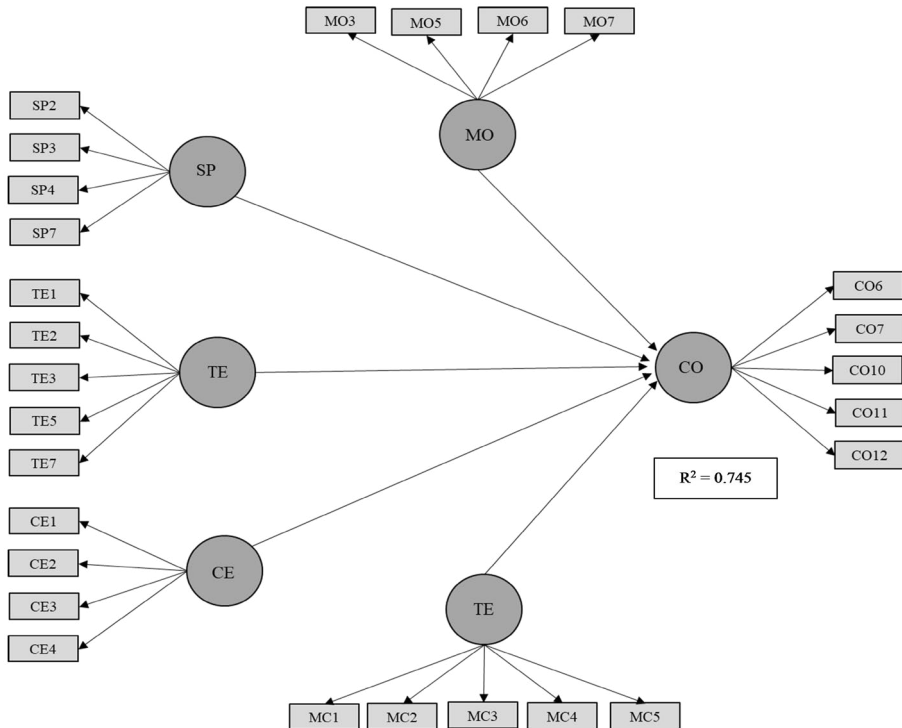 MO3 MO5 MO6 MO7
MO
SP2
SP3
SP4
SP7
SP
TE1
TE2
TE3
TE5
TE7
TE
CE1
CE2
CE3
CE4
CE
TE
MC1 MC2 MC3 MC4 MC5
CO
CO6
CO7
CO10
CO11
CO12
R² = 0.745